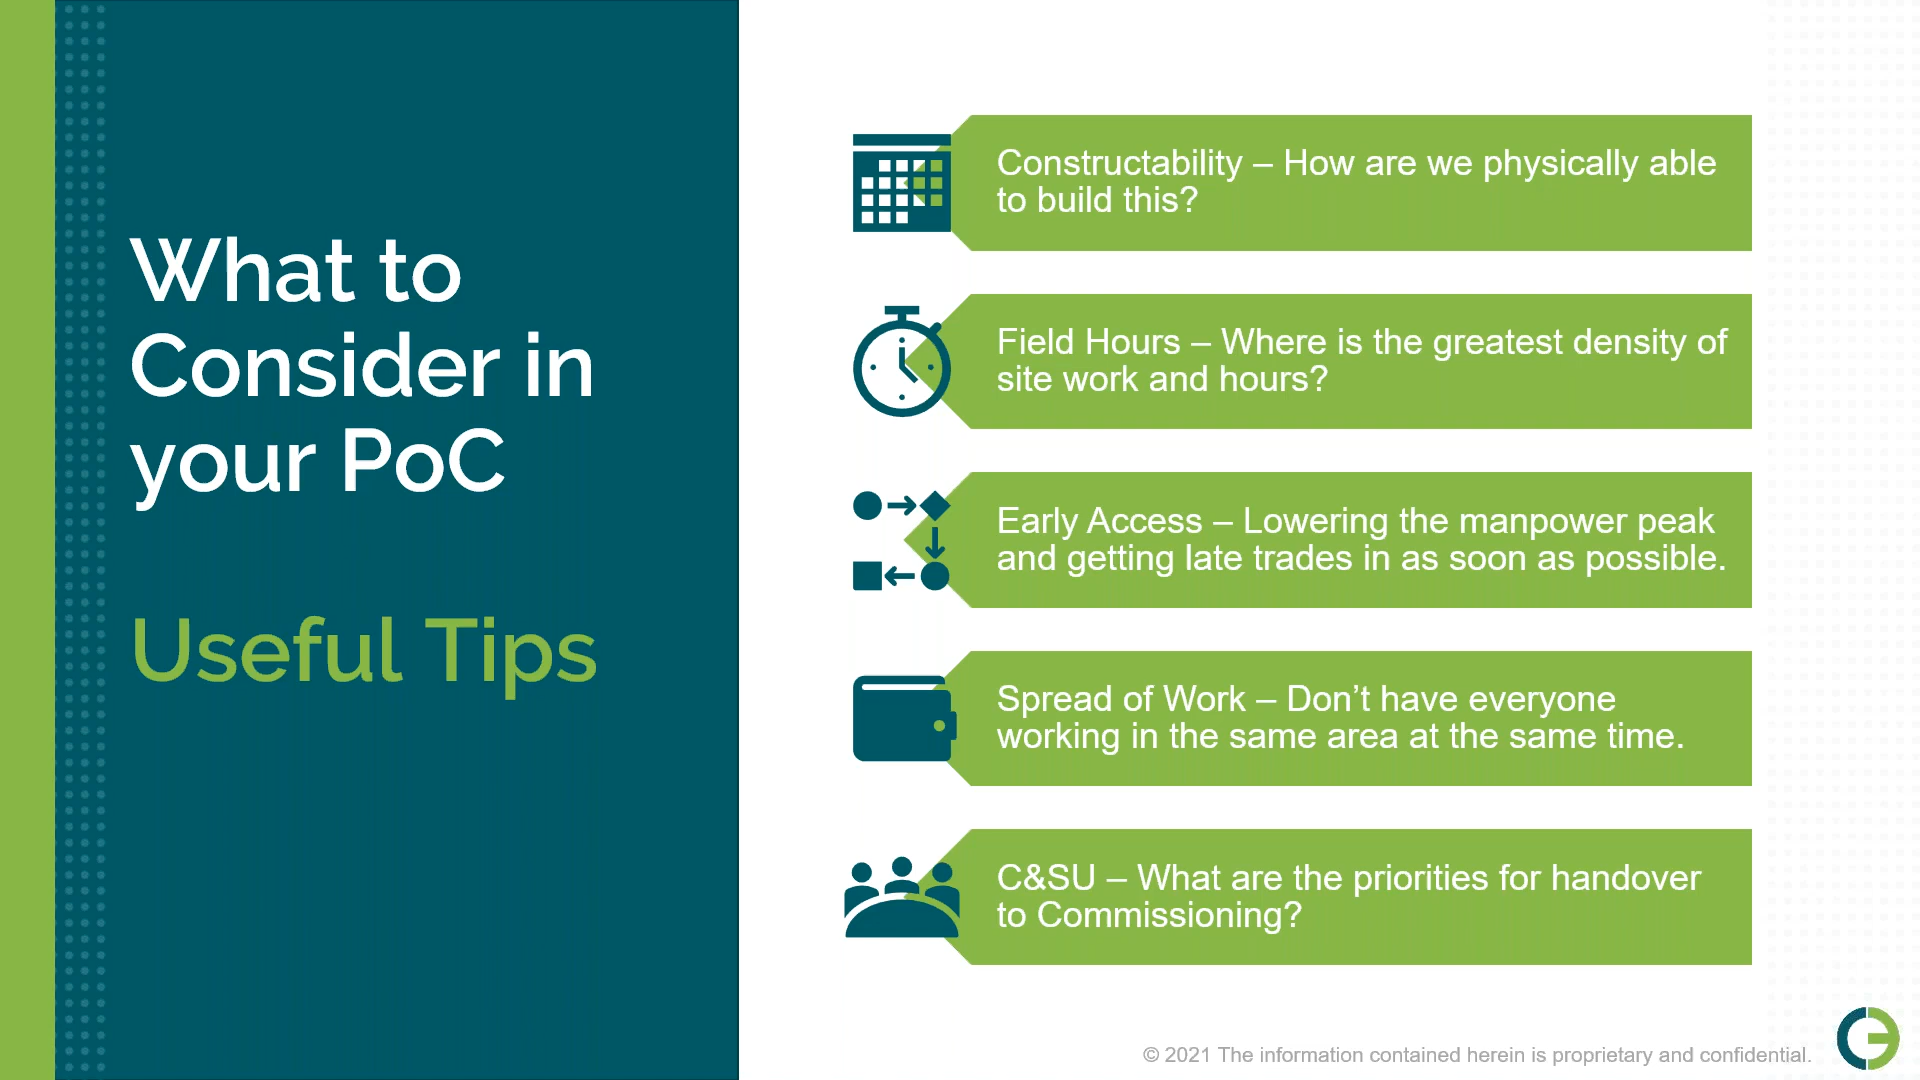 What to
Consider in
your PoC
Useful Tips
Constructability – How are we physically able
to build this?
Field Hours – Where is the greatest density of
site work and hours?
Early Access – Lowering the manpower peak
and getting late trades in as soon as possible.
Spread of Work – Don’t have everyone
working in the same area at the same time.
C&SU – What are the priorities for handover
to Commissioning?
© 2021 The information contained herein is proprietary and confidential.